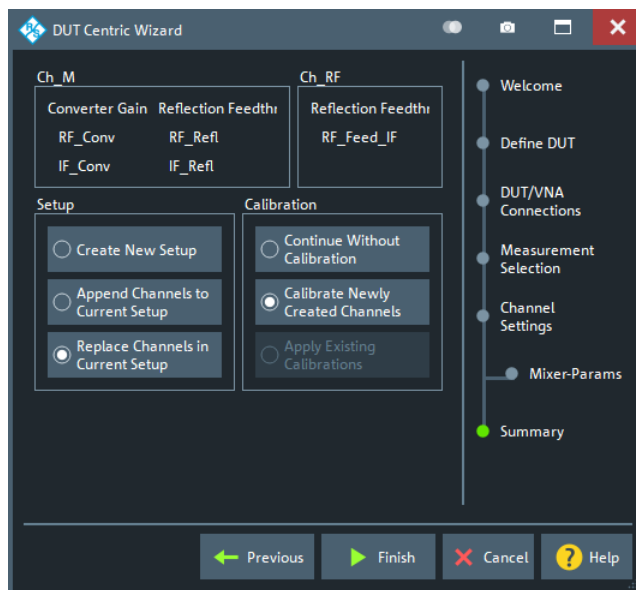 DUT Centric Wizard
Ch_M
Converter Gain Reflection Feedthr
RF_Conv RF_Refl
IF_Conv IF_Refl
Ch_RF
Reflection Feedthr
RF_Feed_IF
Setup
Create New Setup
Append Channels to
Current Setup
Replace Channels in
Current Setup
Calibration
Continue Without
Calibration
Calibrate Newly
Created Channels
Apply Existing
Calibrations
Welcome
Define DUT
DUT/VNA
Connections
Measurement
Selection
Channel
Settings
Mixer-Params
Summary
Previous
Finish
Cancel
? Help